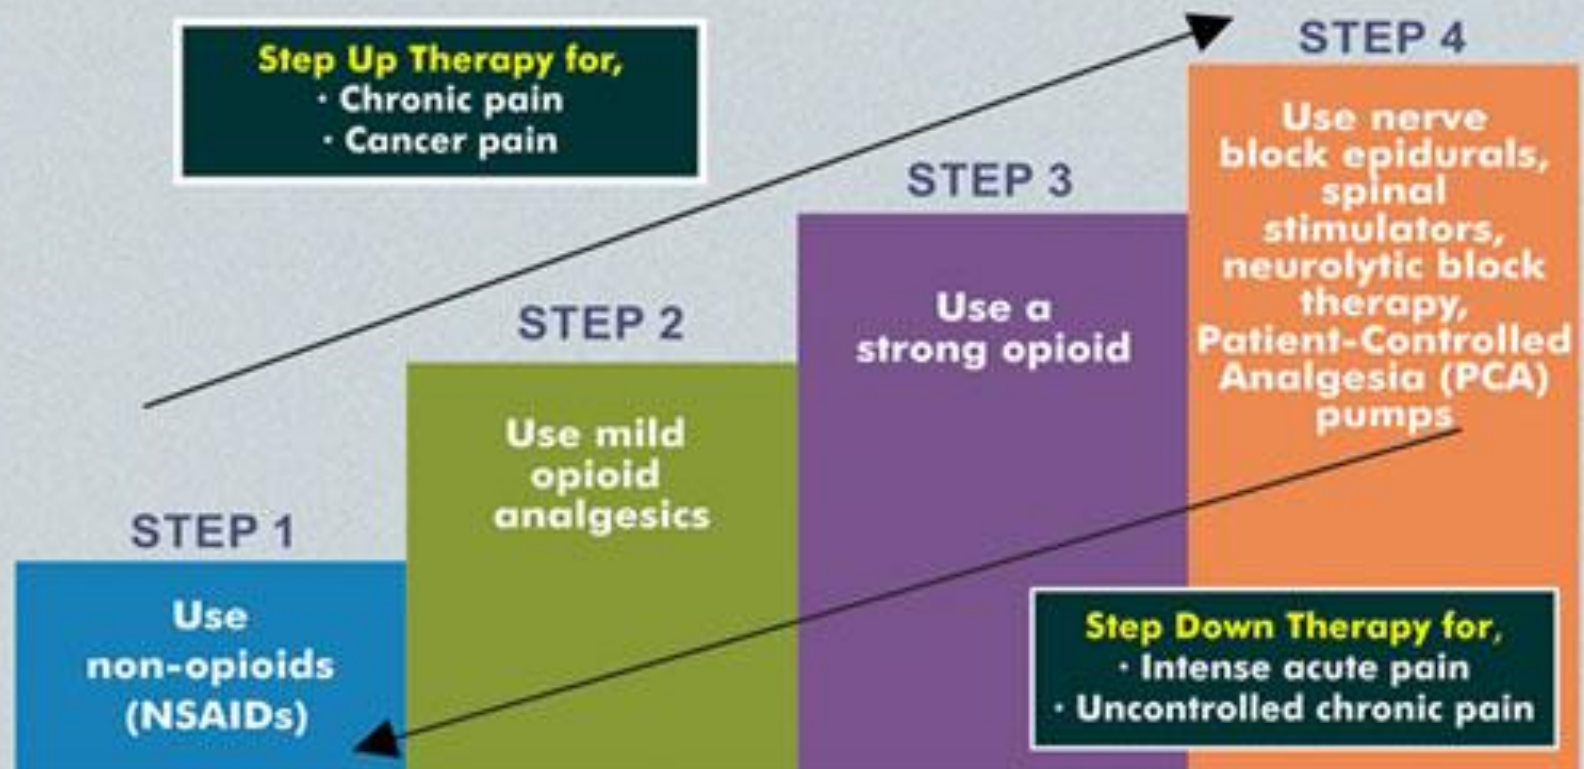 Step Up Therapy for,
· Chronic pain
· Cancer pain
STEP 1
Use
non-opioids
(NSAIDs)
STEP 2
Use mild
opioid
analgesics
STEP 3
Use a
strong opioid
STEP 4
Use nerve
block epidurals,
spinal
stimulators,
neurolytic block
therapy,
Patient-Controlled
Analgesia (PCA)
pumps
Step Down Therapy for,
· Intense acute pain
· Uncontrolled chronic pain